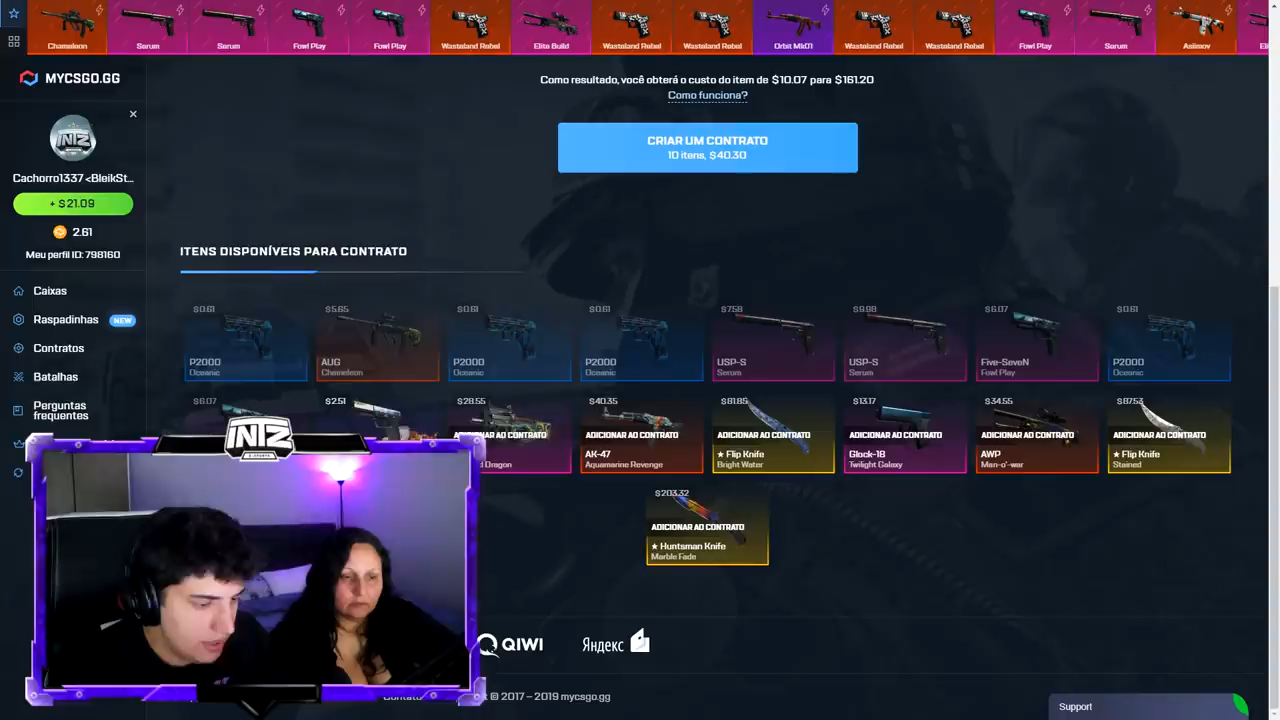 Chameleon
Serum
Serum
Fowl Play
Fowl Play
Wasteland Rebel
Elite Build
Wasteland Rebel
Wasteland Rebel
Orbit Mk01
Wasteland Rebel
Wasteland Rebel
Fowl Play
Serum
Asiimov
MYCSGO.GG
Como resultado, você obterá o custo do item de $10.07 para $161.20
Como funciona?
CRIAR UM CONTRATO
10 itens, $40.30
Cachorro1337 <BleikSt...
+ $21.09
2.61
Meu perfil ID: 798160
Caixas
Raspadinhas NEW
Contratos
Batalhas
Perguntas
frequentes
ITENS DISPONÍVEIS PARA CONTRATO
$0.61
P2000
Oceanic
$5.65
AUG
Chameleon
$0.61
P2000
Oceanic
$0.61
P2000
Oceanic
$7.58
USP-S
Serum
$9.98
USP-S
Serum
$6.07
Five-SeveN
Fowl Play
$0.61
P2000
Oceanic
$6.07
$2.51
$28.55
ADICIONAR AO CONTRATO
Dragon
$40.35
ADICIONAR AO CONTRATO
AK-47
Aquamarine Revenge
$81.85
ADICIONAR AO CONTRATO
★ Flip Knife
Bright Water
$13.17
ADICIONAR AO CONTRATO
Glock-18
Twilight Galaxy
$34.55
ADICIONAR AO CONTRATO
AWP
Man-o'-war
$87.53
ADICIONAR AO CONTRATO
★ Flip Knife
Stained
$203.32
ADICIONAR AO CONTRATO
★ Huntsman Knife
Marble Fade
INTZ
QIWI
Яндекс
© 2017 – 2019 mycsgo.gg
Support